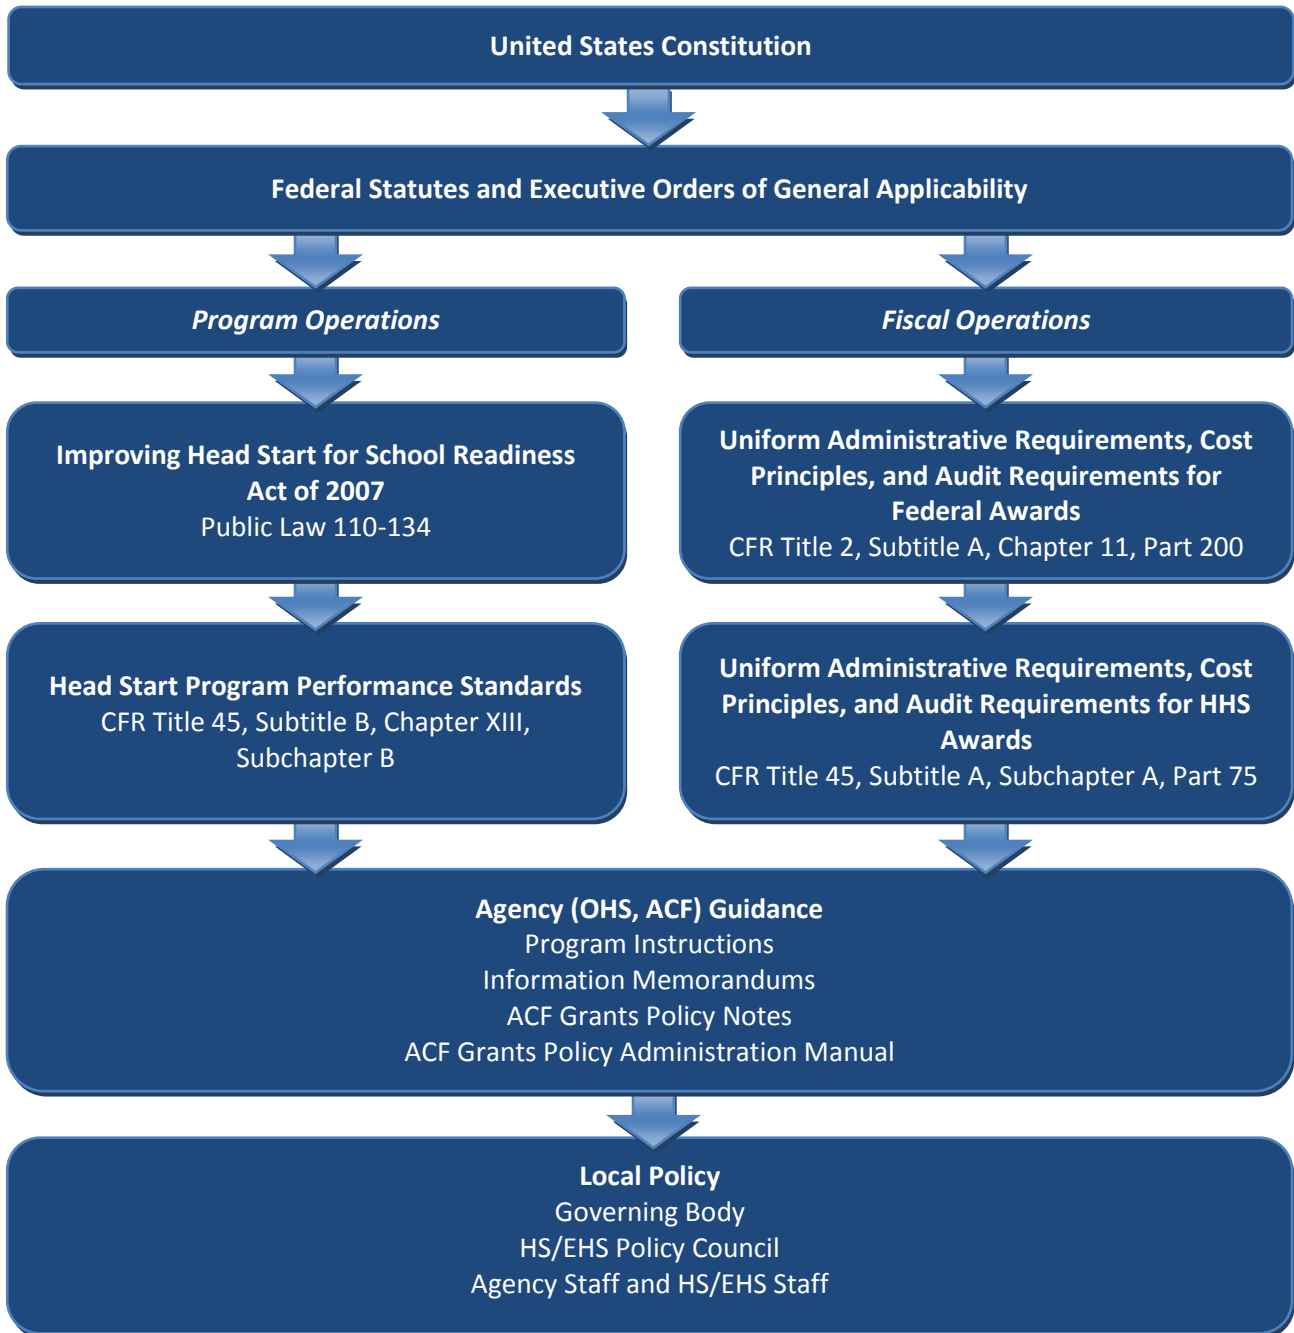 United States Constitution
Federal Statutes and Executive Orders of General Applicability
Program Operations
Fiscal Operations
Improving Head Start for School Readiness
Act of 2007
Public Law 110-134
Uniform Administrative Requirements, Cost
Principles, and Audit Requirements for
Federal Awards
CFR Title 2, Subtitle A, Chapter 11, Part 200
Head Start Program Performance Standards
CFR Title 45, Subtitle B, Chapter XIII,
Subchapter B
Uniform Administrative Requirements, Cost
Principles, and Audit Requirements for HHS
Awards
CFR Title 45, Subtitle A, Subchapter A, Part 75
Agency (OHS, ACF) Guidance
Program Instructions
Information Memorandums
ACF Grants Policy Notes
ACF Grants Policy Administration Manual
Local Policy
Governing Body
HS/EHS Policy Council
Agency Staff and HS/EHS Staff